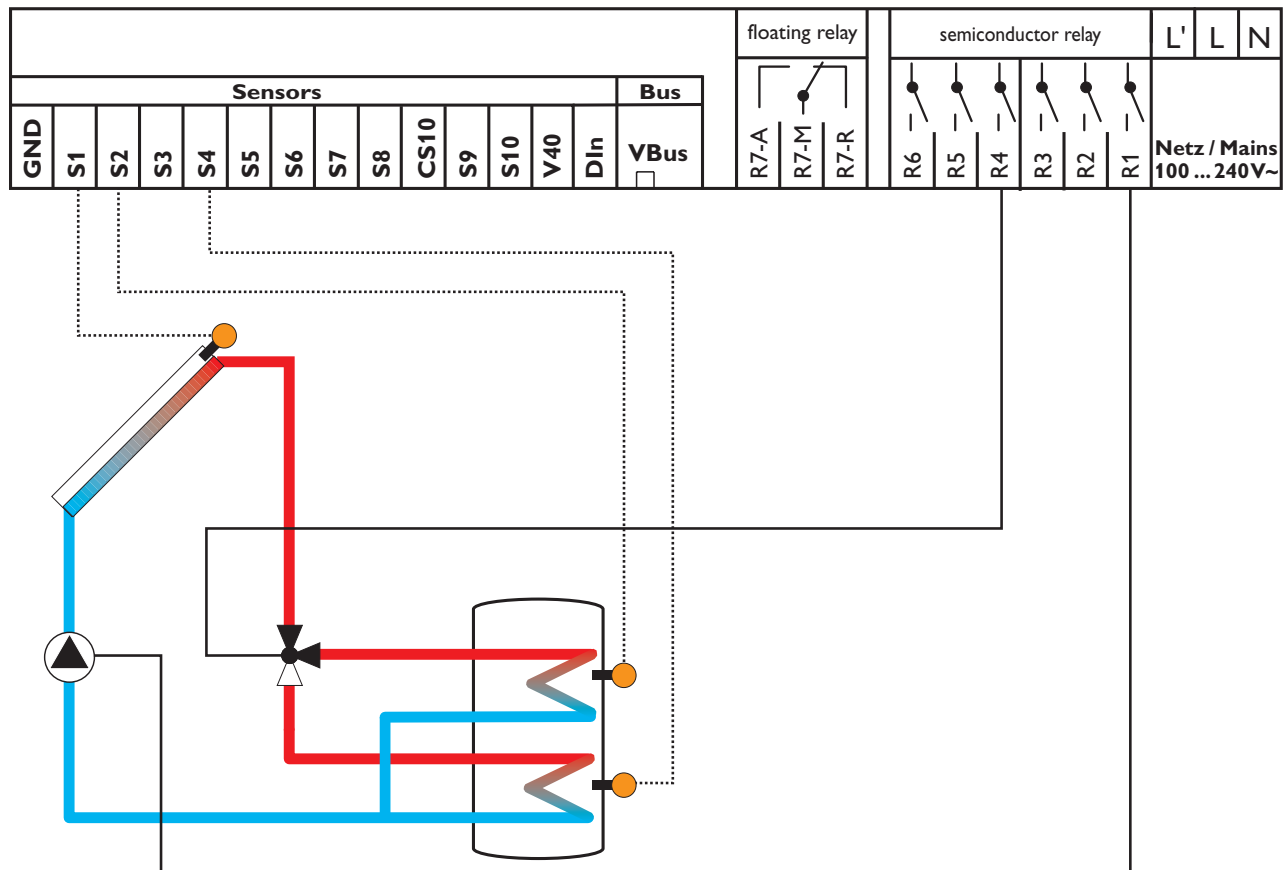 floating relay
semiconductor relay
L' L N
Sensors
Bus
GND S1 S2 S3 S4 S5 S6 S7 S8 CS10 S9 S10 V40 DIn
VBus
R7-A R7-M R7-R
R6 R5 R4 R3 R2 R1
Netz / Mains
100 ... 240V~